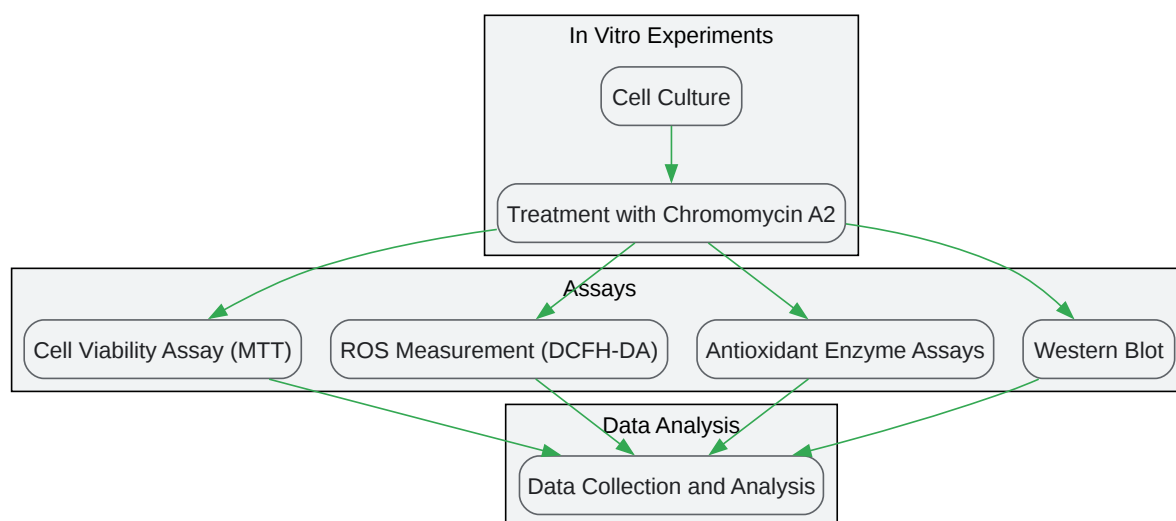 In Vitro Experiments
Cell Culture
Treatment with Chromomycin A2
Assays
Cell Viability Assay (MTT)
ROS Measurement (DCFH-DA)
Antioxidant Enzyme Assays
Western Blot
Data Analysis
Data Collection and Analysis